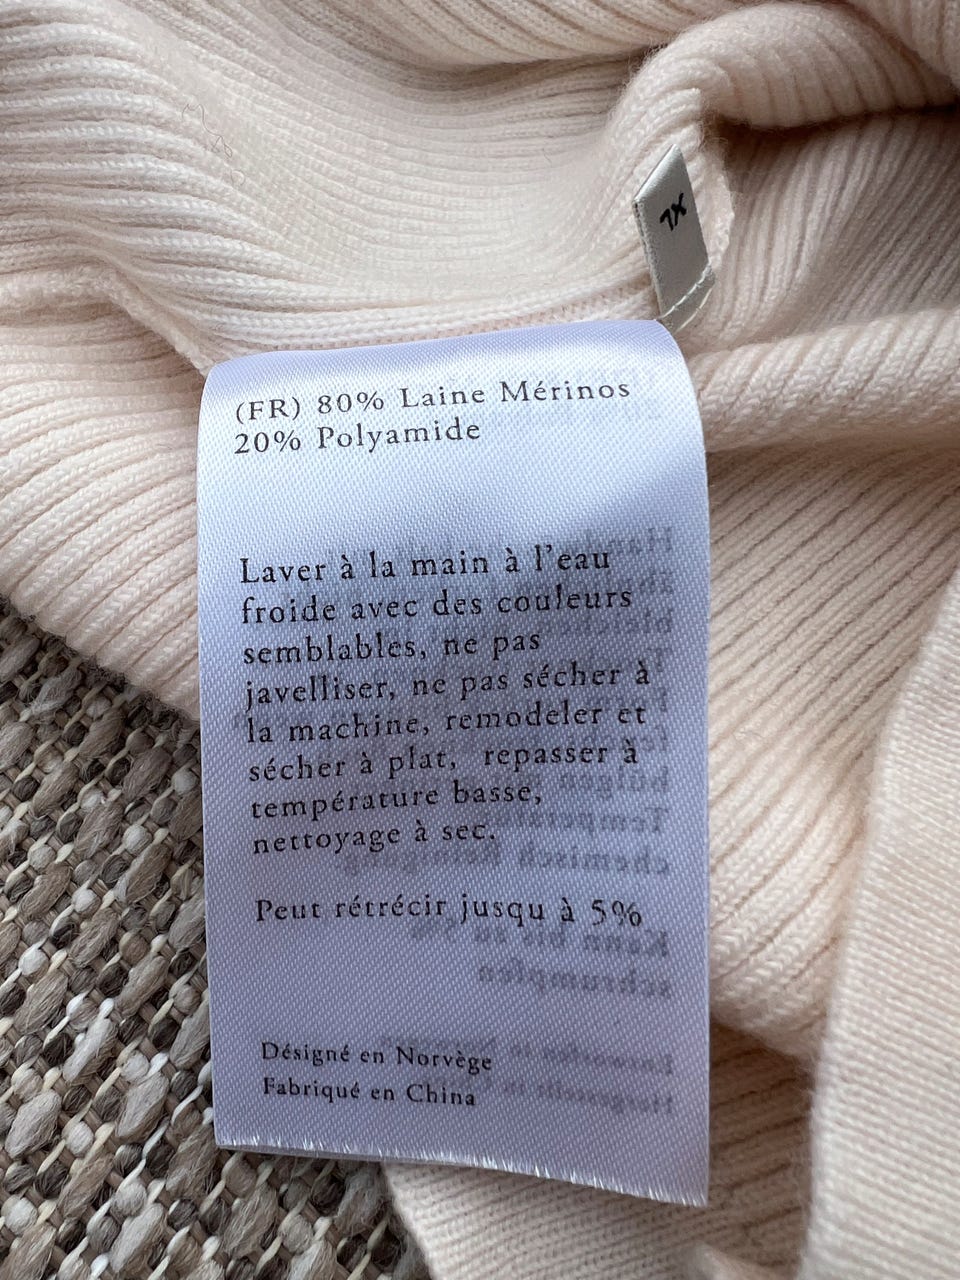 XL
(FR) 80% Laine Mérinos
20% Polyamide
Laver à la main à l'eau
froide avec des couleurs
semblables, ne pas
javelliser, ne pas sécher à
la machine, remodeler et
sécher à plat, repasser à
température basse,
nettoyage à sec.
Peut rétrécir jusqu à 5%
Désigné en Norvège
Fabriqué en China